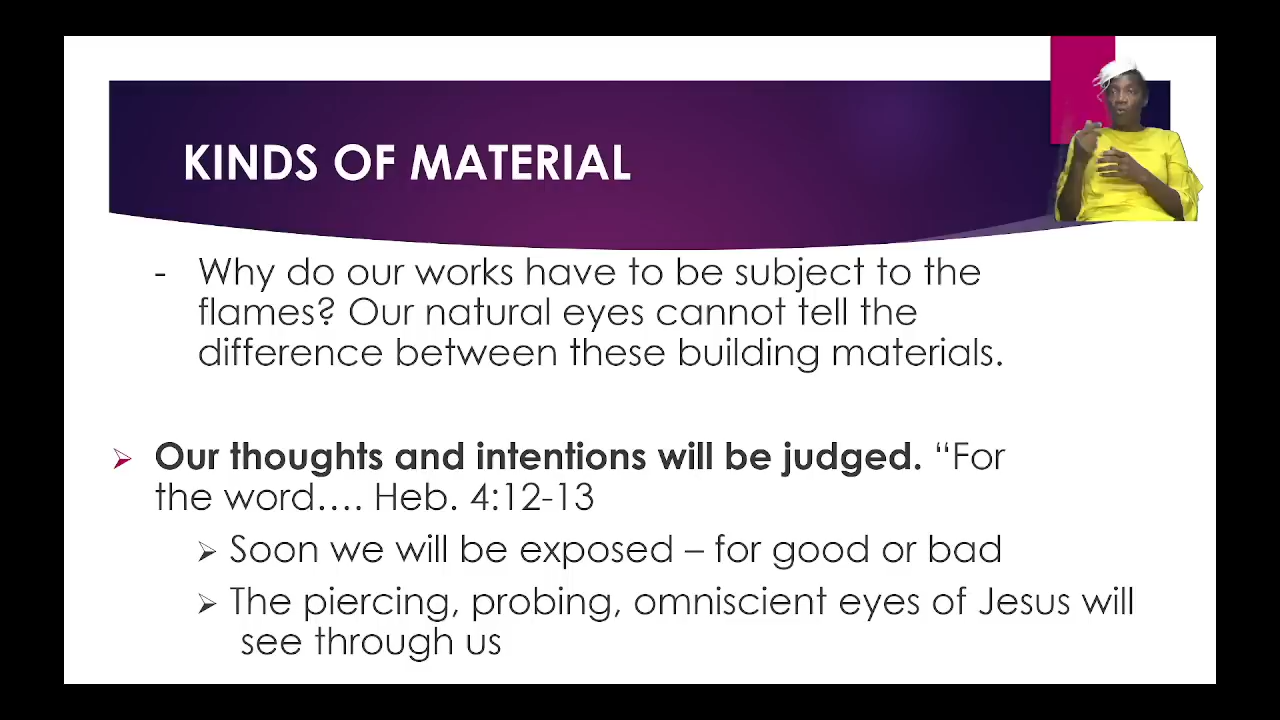 KINDS OF MATERIAL
- Why do our works have to be subject to the
flames? Our natural eyes cannot tell the
difference between these building materials.
Our thoughts and intentions will be judged. “For
the word…. Heb. 4:12-13
Soon we will be exposed – for good or bad
The piercing, probing, omniscient eyes of Jesus will
see through us